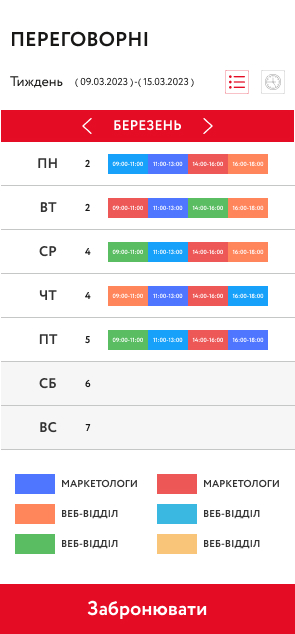 ПЕРЕГОВОРНІ
Тиждень ( 09.03.2023 )-( 15.03.2023 )
БЕРЕЗЕНЬ
ПН 2 09:00-11:00 11:00-13:00 14:00-16:00 16:00-18:00
ВТ 2 09:00-11:00 11:00-13:00 14:00-16:00 16:00-18:00
СР 4 09:00-11:00 11:00-13:00 14:00-16:00 16:00-18:00
ЧТ 4 09:00-11:00 11:00-13:00 14:00-16:00 16:00-18:00
ПТ 5 09:00-11:00 11:00-13:00 14:00-16:00 16:00-18:00
СБ 6
ВС 7
МАРКЕТОЛОГИ МАРКЕТОЛОГИ
ВЕБ-ВІДДІЛ ВЕБ-ВІДДІЛ
ВЕБ-ВІДДІЛ ВЕБ-ВІДДІЛ
Забронювати